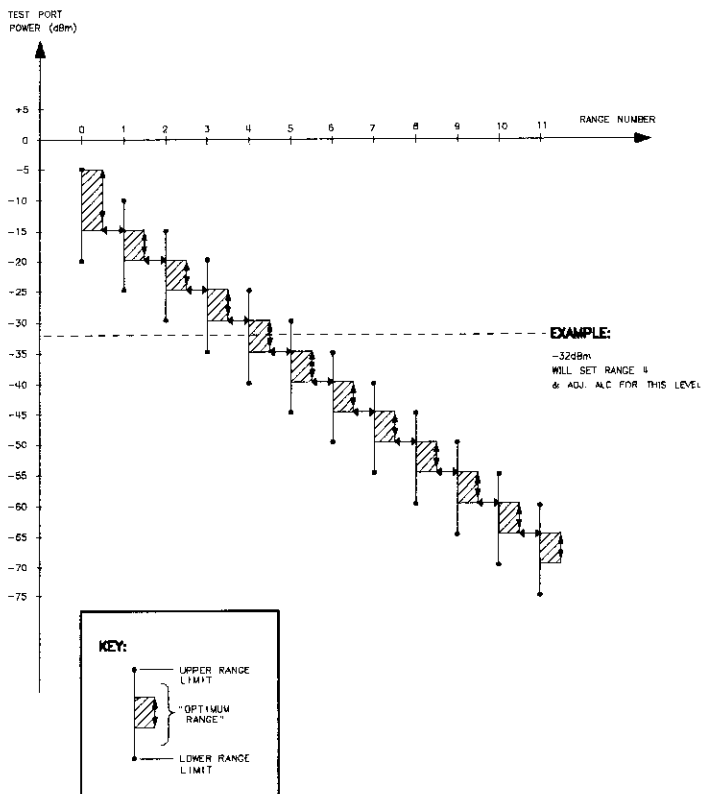 TEST PORT
POWER (dBm)
+5
0
-5
-10
-15
-20
-25
-30
-35
-40
-45
-50
-55
-60
-65
-70
-75
0 1 2 3 4 5 6 7 8 9 10 11
RANGE NUMBER
EXAMPLE:
-32dBm
WILL SET RANGE 4
& ADJ. ALC FOR THIS LEVEL
KEY:
UPPER RANGE
LIMIT
"OPTIMUM
RANGE"
LOWER RANGE
LIMIT